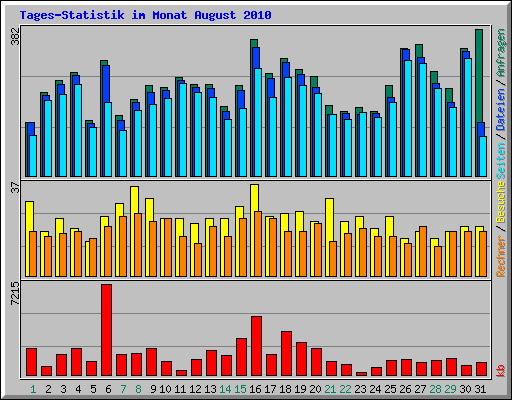 Tages-Statistik im Monat August 2010
382
37
7215
Rechner / Besuche Seiten / Dateien / Anfragen
kb
1 2 3 4 5 6 7 8 9 10 11 12 13 14 15 16 17 18 19 20 21 22 23 24 25 26 27 28 29 30 31